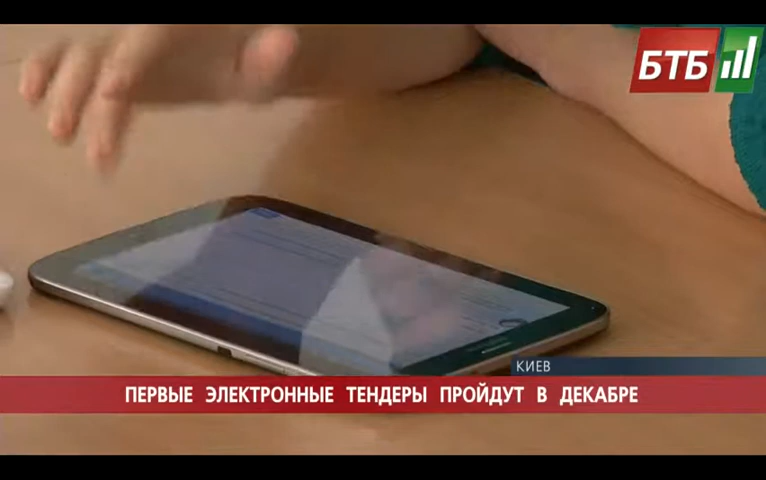 БТБ
КИЕВ
ПЕРВЫЕ ЭЛЕКТРОННЫЕ ТЕНДЕРЫ ПРОЙДУТ В ДЕКАБРЕ